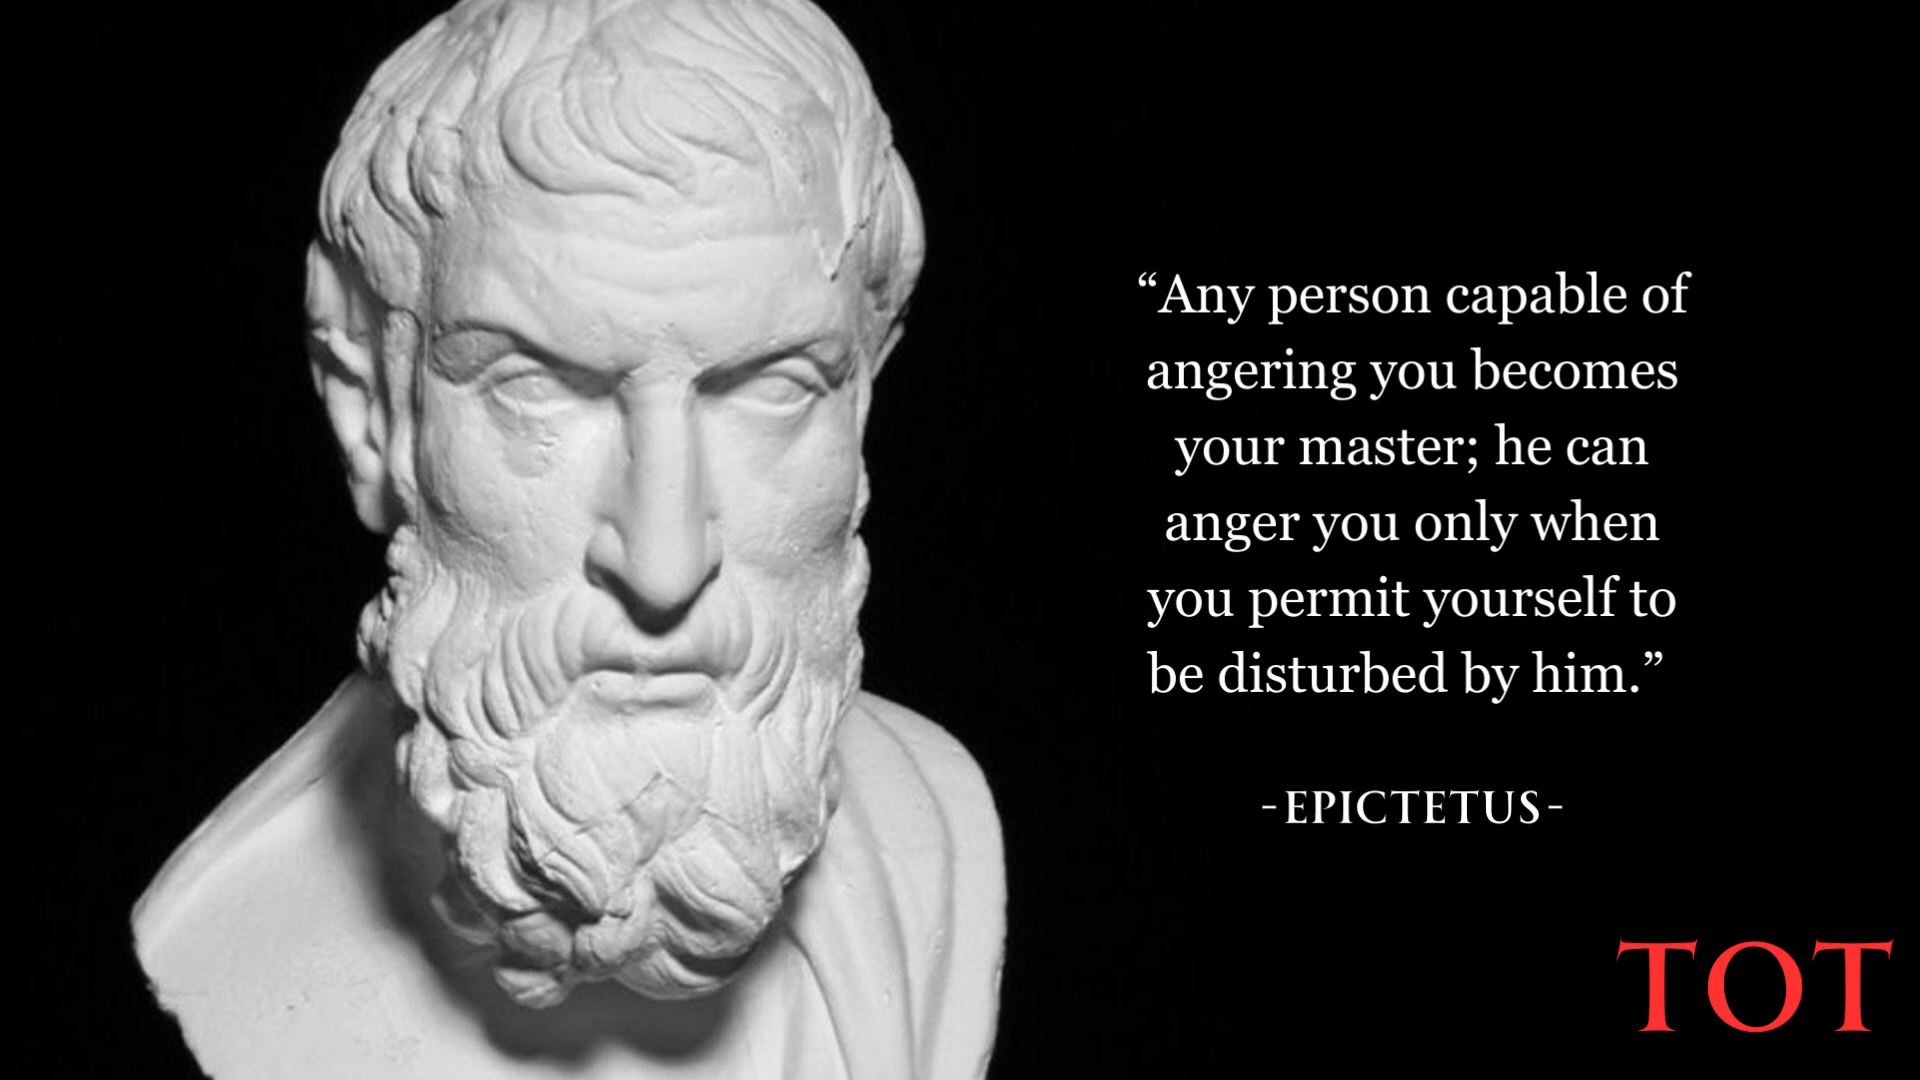 “Any person capable of
angering you becomes
your master; he can
anger you only when
you permit yourself to
be disturbed by him.”
-EPICTETUS-
TOT